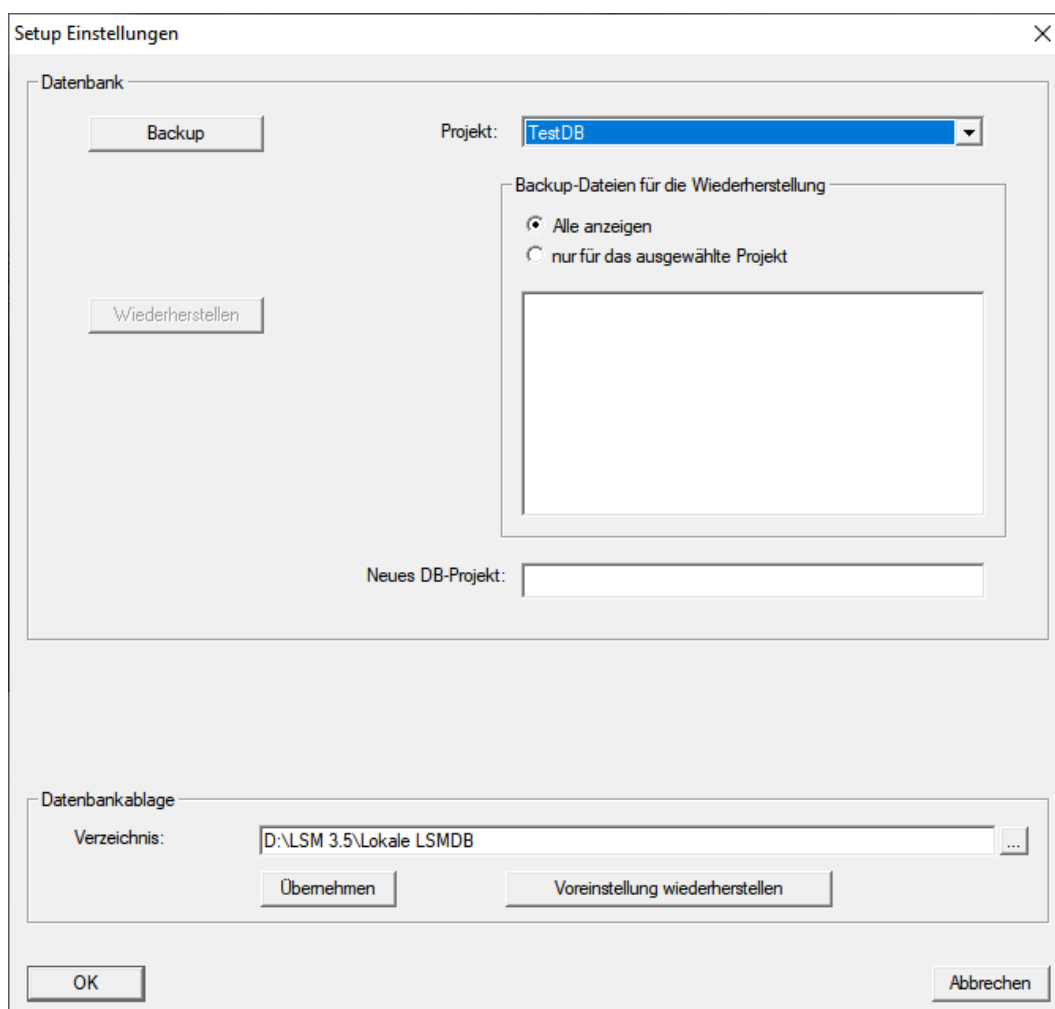 Setup Einstellungen
Datenbank
Backup
Projekt:
TestDB
Backup-Dateien für die Wiederherstellung
Alle anzeigen
nur für das ausgewählte Projekt
Wiederherstellen
Neues DB-Projekt:
Datenbankablage
Verzeichnis:
D:\LSM 3.5\Lokale LSMDB
...
Übernehmen
Voreinstellung wiederherstellen
OK
Abbrechen